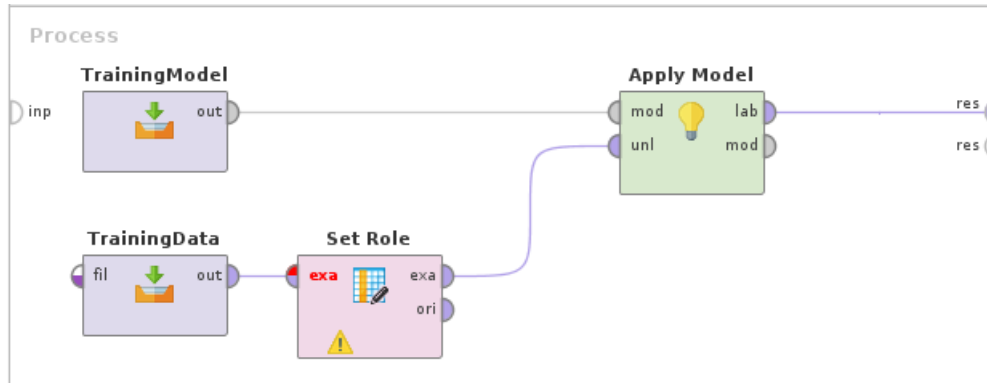 Process
TrainingModel
inp
out
Apply Model
mod
lab
res
unl
mod
res
TrainingData
fil
out
Set Role
exa
exa
ori